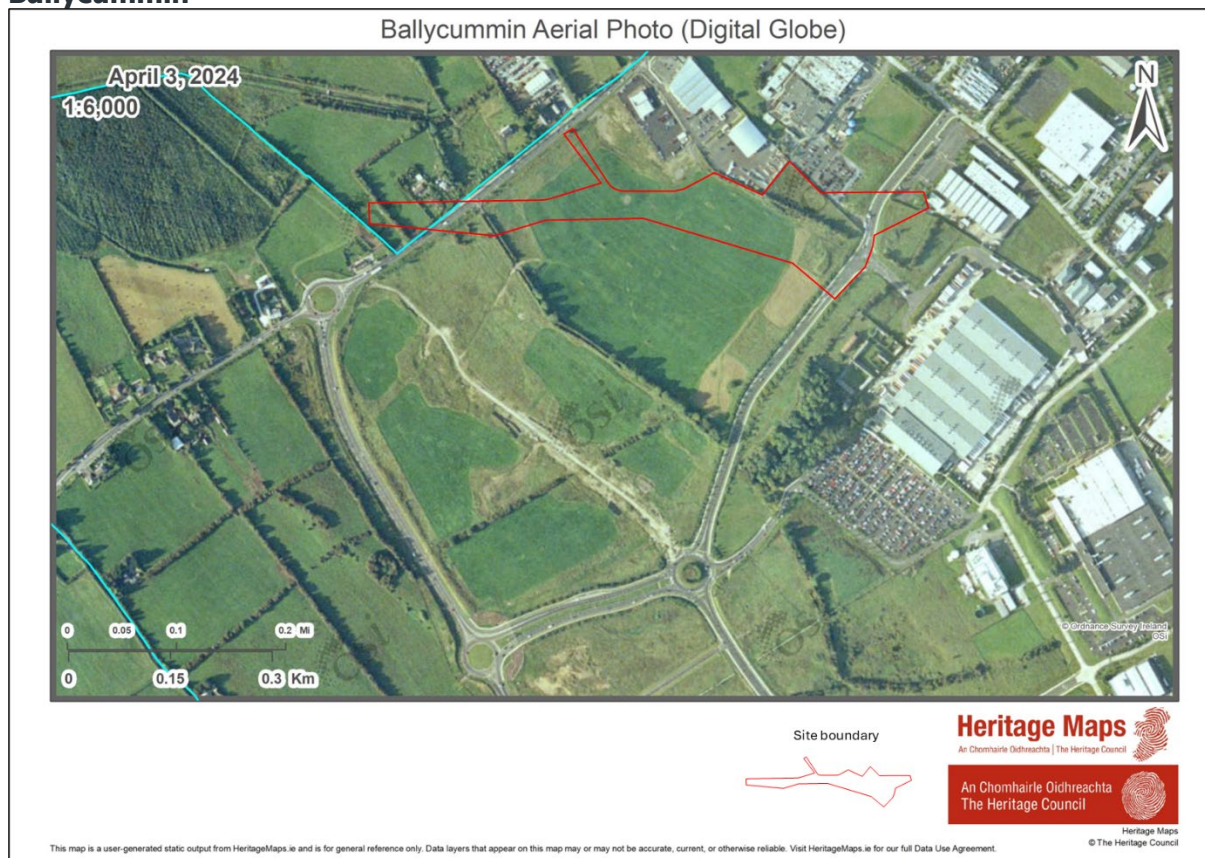 Ballycummin
Ballycummin Aerial Photo (Digital Globe)
April 3, 2024
1:6,000
N
OSi
OSi
0 0.05 0.1 0.2 Mi
0 0.15 0.3 Km
© Ordnance Survey Ireland
OSi
Site boundary
Heritage Maps
An Chomhairle Oidhreachta | The Heritage Council
An Chomhairle Oidhreachta
The Heritage Council
Heritage Maps
© The Heritage Council
This map is a user-generated static output from HeritageMaps.ie and is for general reference only. Data layers that appear on this map may or may not be accurate, current, or otherwise reliable. Visit HeritageMaps.ie for our full Data Use Agreement.